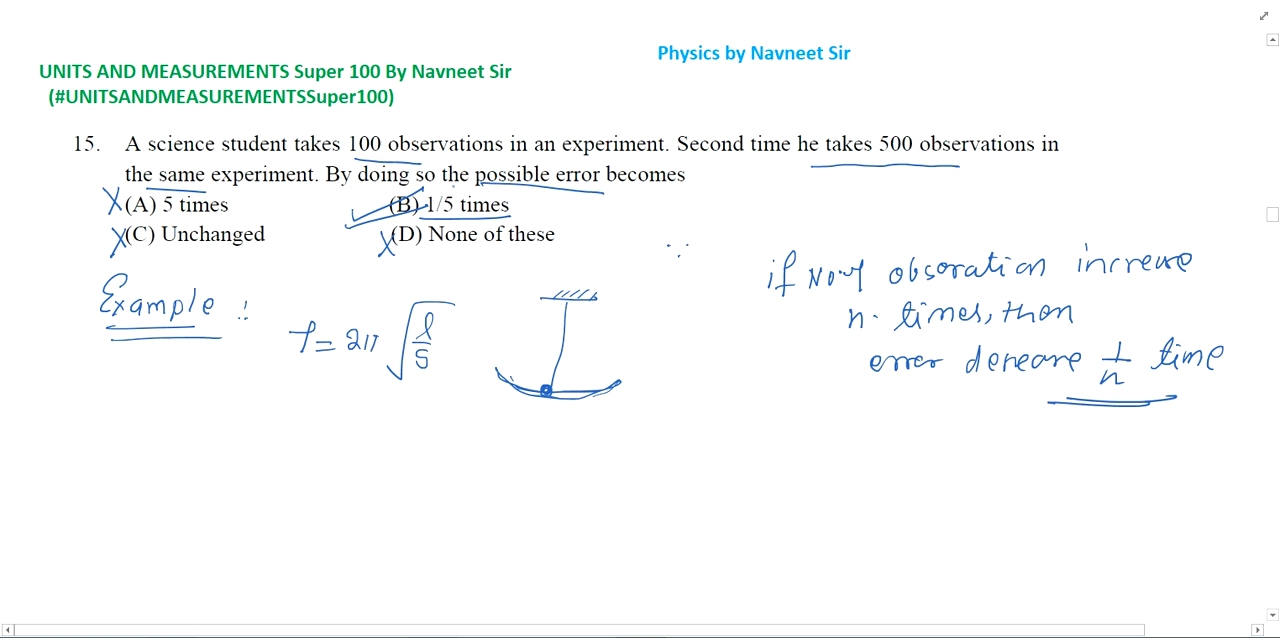 Physics by Navneet Sir
UNITS AND MEASUREMENTS Super 100 By Navneet Sir
(#UNITSANDMEASUREMENTSSuper100)
15. A science student takes 100 observations in an experiment. Second time he takes 500 observations in
the same experiment. By doing so the possible error becomes
(A) 5 times (B) 1/5 times
(C) Unchanged (D) None of these
if No. of obsoration increase
n. times, then
error dereare 1/n time
Example :
T = 2π √(l/g)